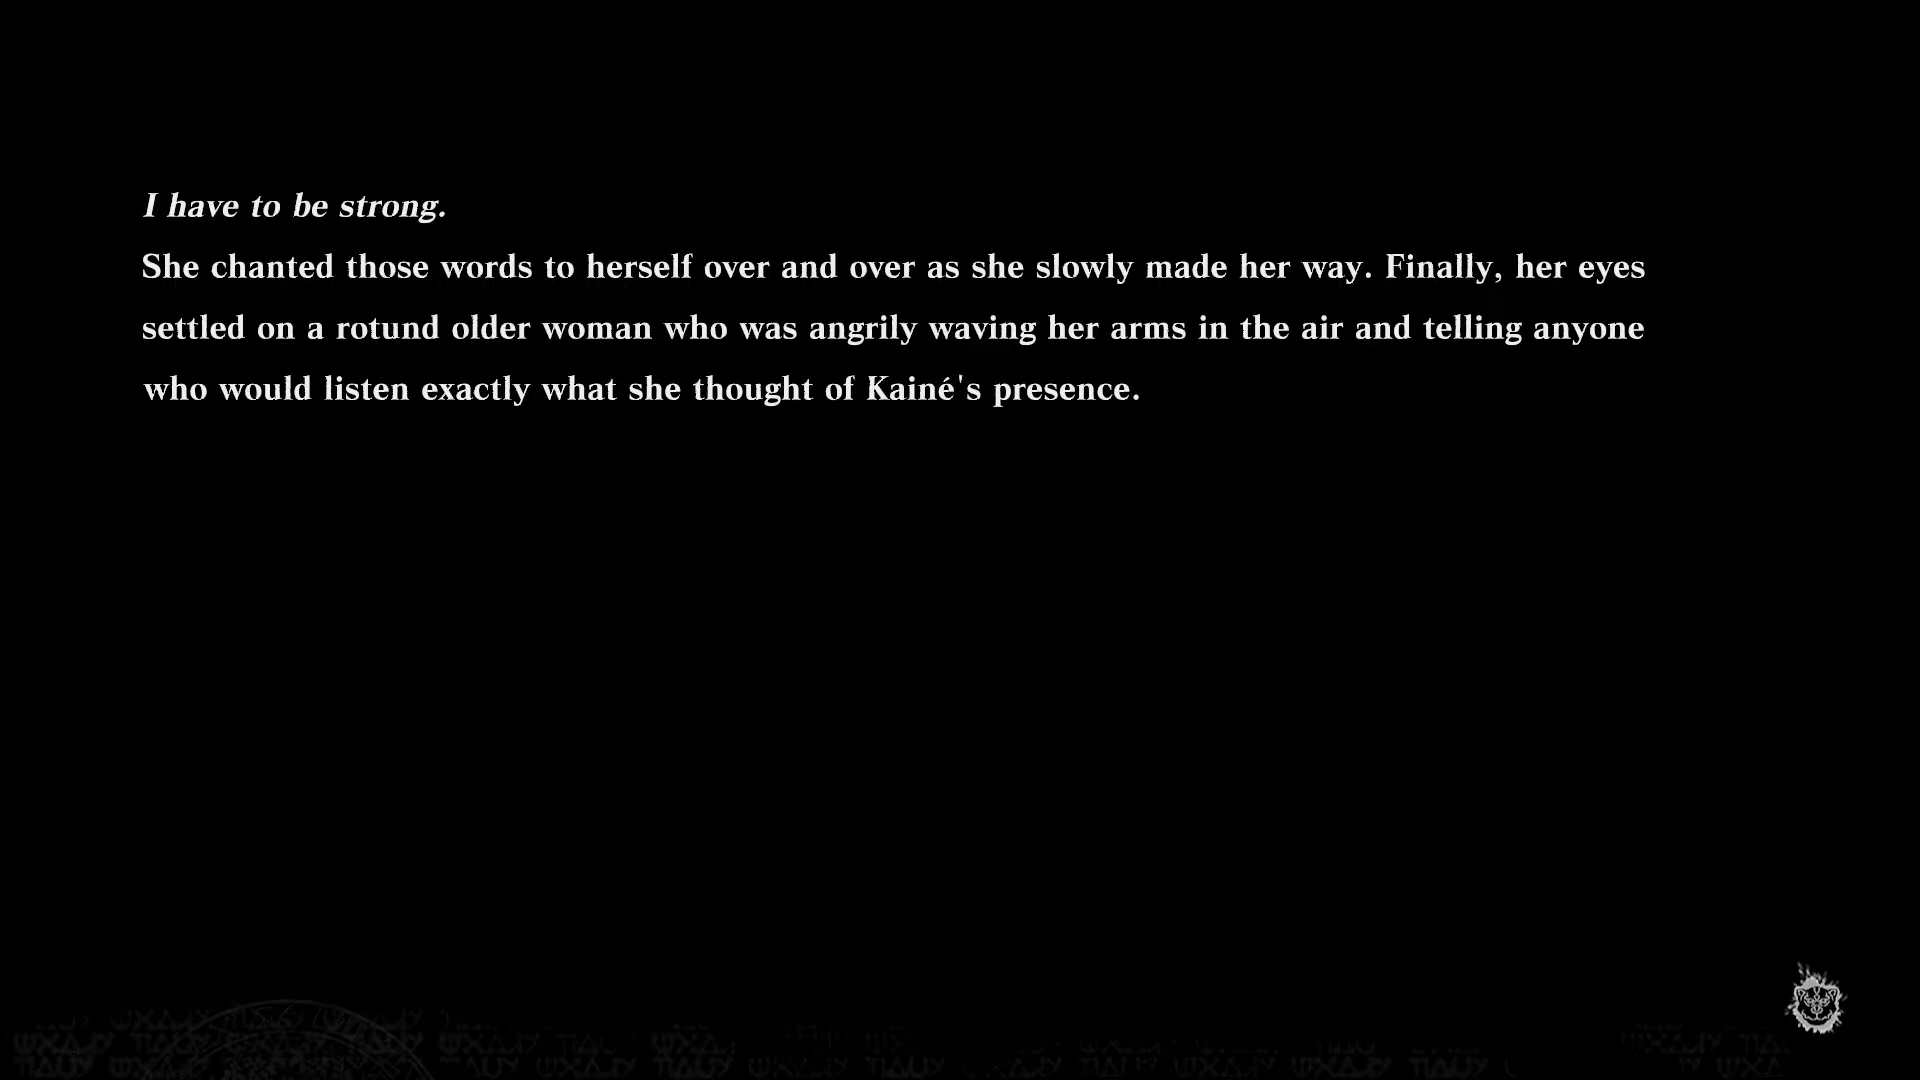 I have to be strong.
She chanted those words to herself over and over as she slowly made her way. Finally, her eyes
settled on a rotund older woman who was angrily waving her arms in the air and telling anyone
who would listen exactly what she thought of Kainé's presence.